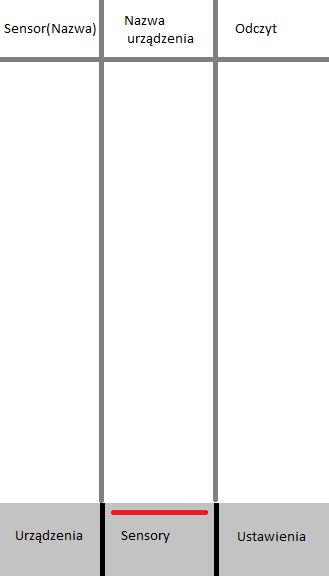 Sensor(Nazwa)
Nazwa
urządzenia
Odczyt
Urządzenia
Sensory
Ustawienia